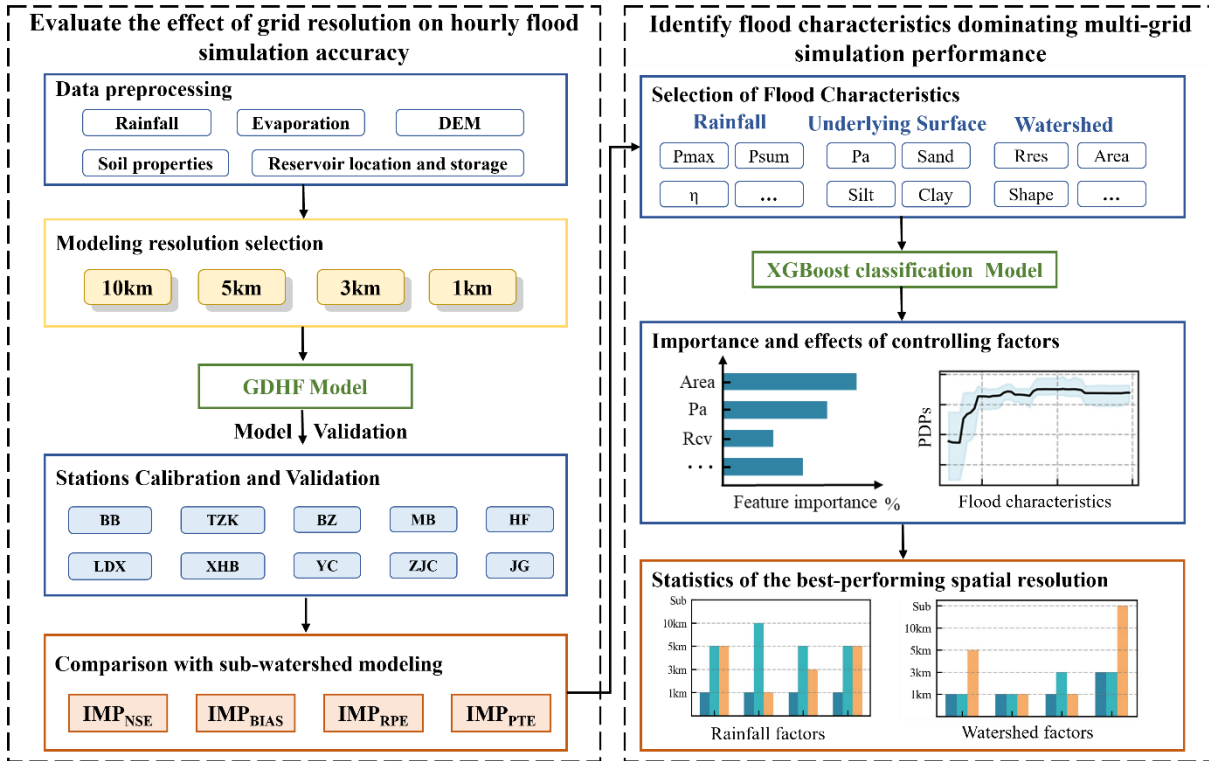 Evaluate the effect of grid resolution on hourly flood
simulation accuracy
Data preprocessing
Rainfall
Evaporation
DEM
Soil properties
Reservoir location and storage
Modeling resolution selection
10km
5km
3km
1km
GDHF Model
Model Validation
Stations Calibration and Validation
BB
TZK
BZ
MB
HF
LDX
XHB
YC
ZJC
JG
Comparison with sub-watershed modeling
IMP_NSE
IMP_BIAS
IMP_RPE
IMP_PTE
Identify flood characteristics dominating multi-grid
simulation performance
Selection of Flood Characteristics
Rainfall
Underlying Surface
Watershed
Pmax
Psum
Pa
Sand
Rres
Area
η
...
Silt
Clay
Shape
...
XGBoost classification Model
Importance and effects of controlling factors
Area
Pa
Rcv
...
Feature importance %
PDPs
Flood characteristics
Statistics of the best-performing spatial resolution
Sub
10km
5km
3km
1km
Rainfall factors
Sub
10km
5km
3km
1km
Watershed factors